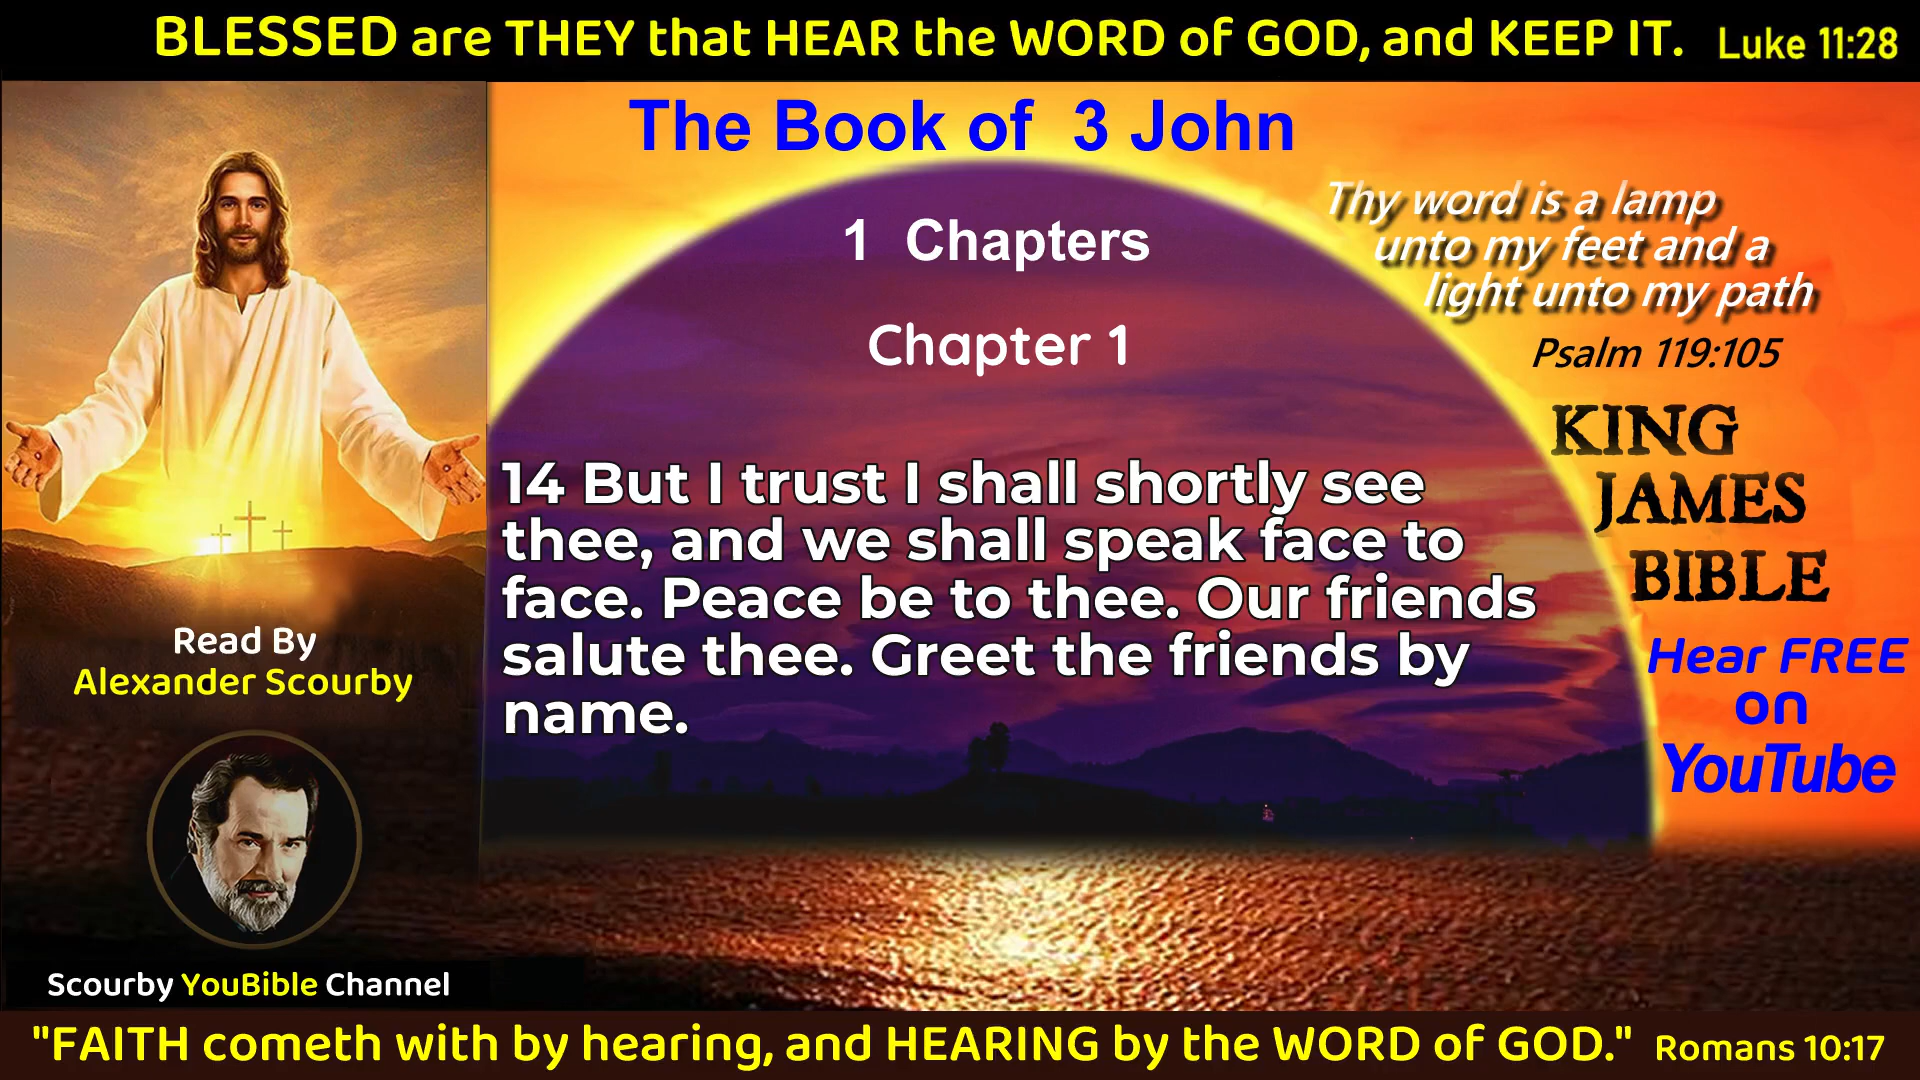 BLESSED are THEY that HEAR the WORD of GOD, and KEEP IT. Luke 11:28
The Book of 3 John
1 Chapters
Chapter 1
14 But I trust I shall shortly see
thee, and we shall speak face to
face. Peace be to thee. Our friends
salute thee. Greet the friends by
name.
Thy word is a lamp
unto my feet and a
light unto my path
Psalm 119:105
KING
JAMES
BIBLE
Hear FREE
on
YouTube
Read By
Alexander Scourby
Scourby YouBible Channel
"FAITH cometh with by hearing, and HEARING by the WORD of GOD." Romans 10:17